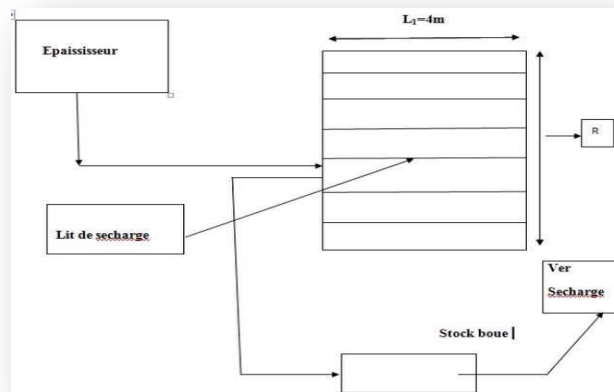 L₁=4m
Epaississeur
R
Lit de secharge
Ver
Secharge
Stock boue